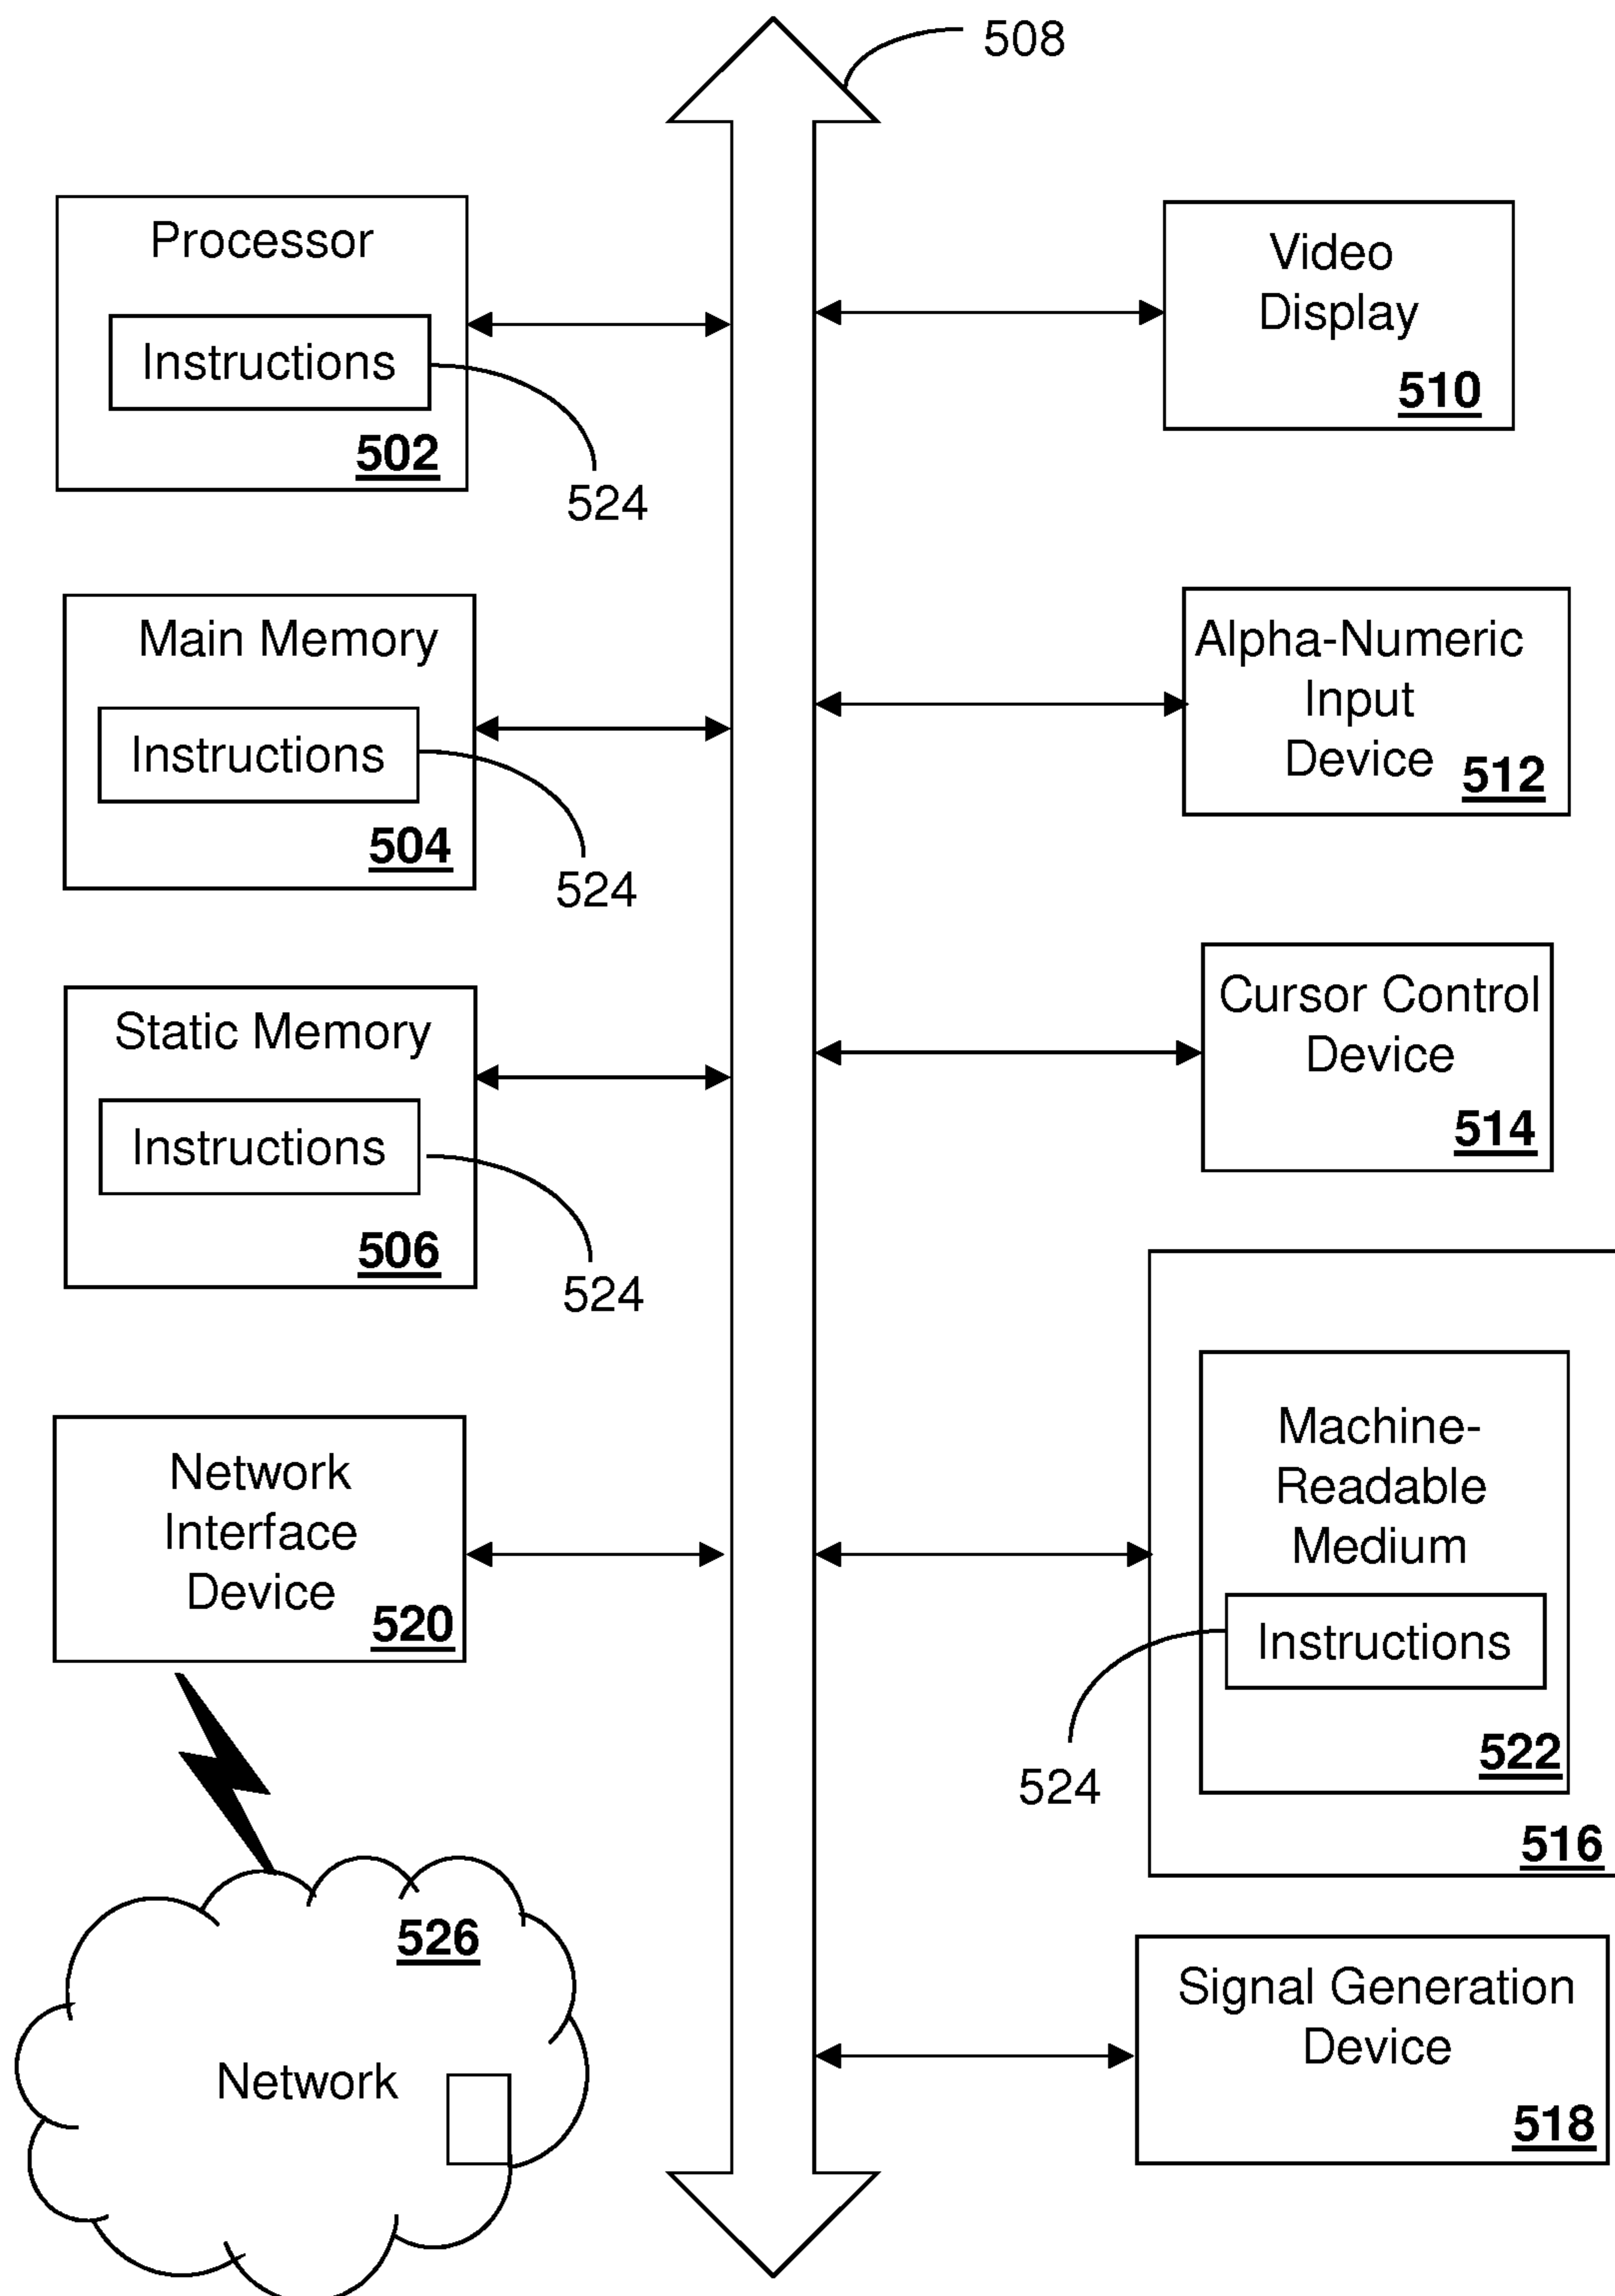 508
Processor
Instructions
502
524
Main Memory
Instructions
504
524
Static Memory
Instructions
506
524
Network
Interface
Device
520
526
Network
Video
Display
510
Alpha-Numeric
Input
Device
512
Cursor Control
Device
514
Machine-
Readable
Medium
Instructions
522
524
516
Signal Generation
Device
518